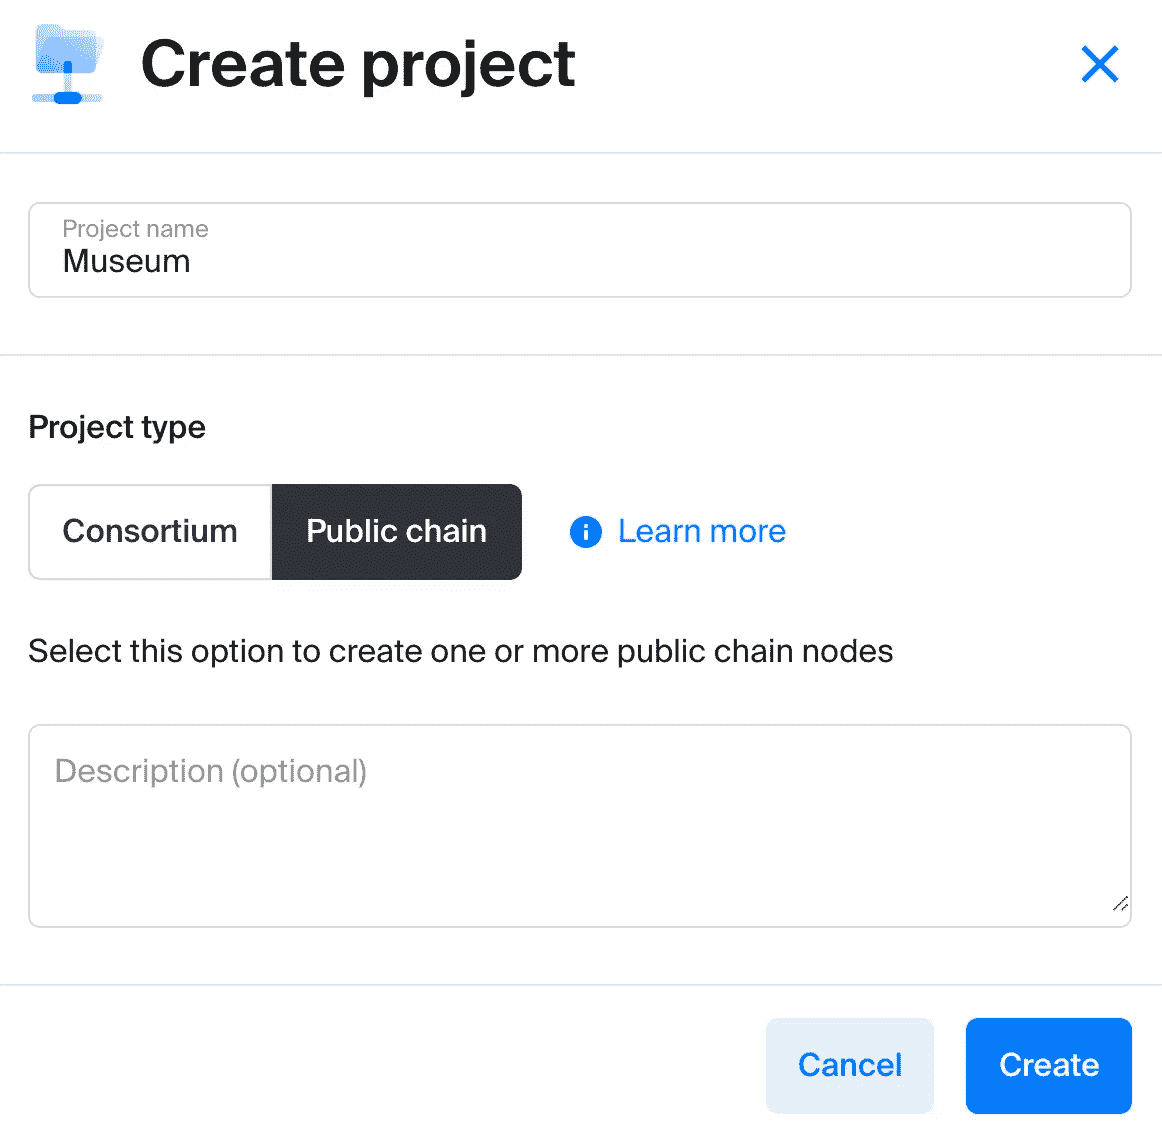 Create project
Project name
Museum
Project type
Consortium
Public chain
Learn more
Select this option to create one or more public chain nodes
Description (optional)
Cancel
Create